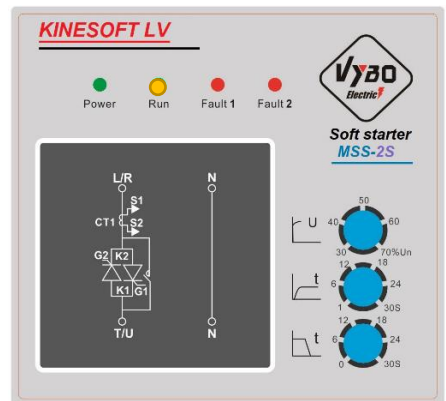 KINESOFT LV
VYBO
Electric
Power Run Fault 1 Fault 2
Soft starter
MSS-2S
L/R N
S1
CT1 S2
G2 K2
K1 G1
T/U N
U
30 40 50 60 70%Un
t
1 6 12 18 24 30S
t
0 6 12 18 24 30S